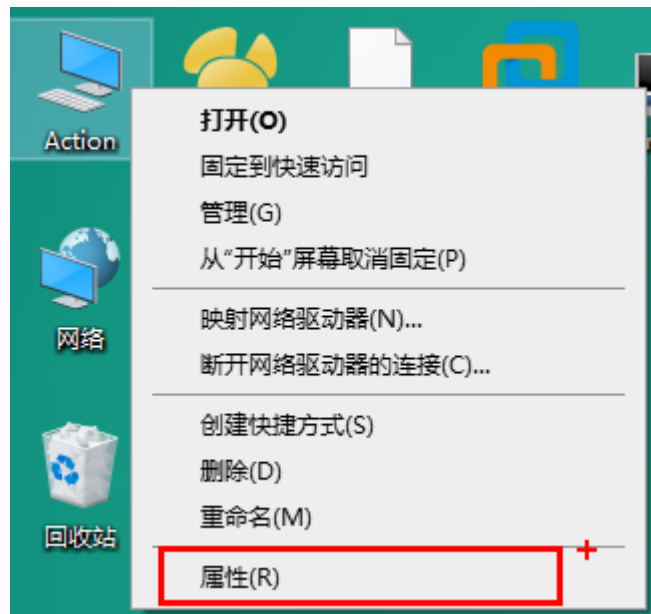 Action
网络
回收站
打开(O)
固定到快速访问
管理(G)
从“开始”屏幕取消固定(P)
映射网络驱动器(N)...
断开网络驱动器的连接(C)...
创建快捷方式(S)
删除(D)
重命名(M)
属性(R)